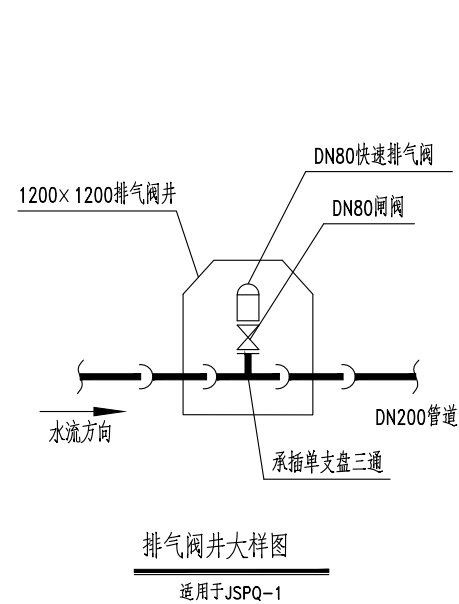 DN80快速排气阀
1200×1200排气阀井
DN80闸阀
DN200管道
水流方向
承插单支盘三通
排气阀井大样图
适用于JSPQ-1